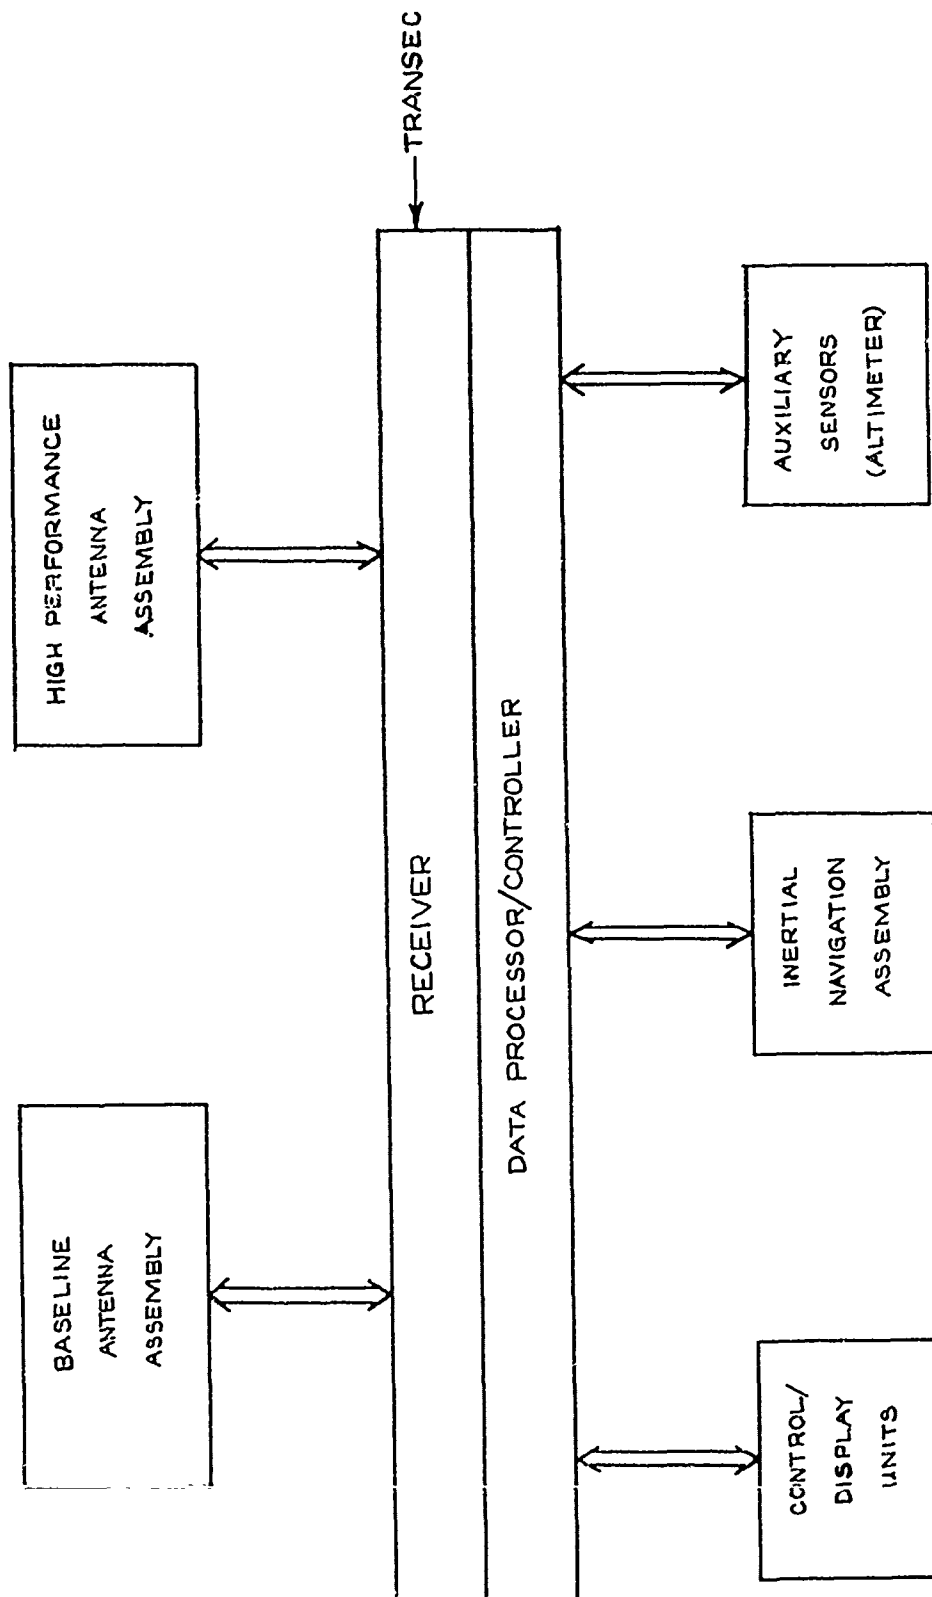 BASELINE
ANTENNA
ASSEMBLY
HIGH PERFORMANCE
ANTENNA
ASSEMBLY
TRANSEC
RECEIVER
DATA PROCESSOR/CONTROLLER
CONTROL/
DISPLAY
UNITS
INERTIAL
NAVIGATION
ASSEMBLY
AUXILIARY
SENSORS
(ALTIMETER)